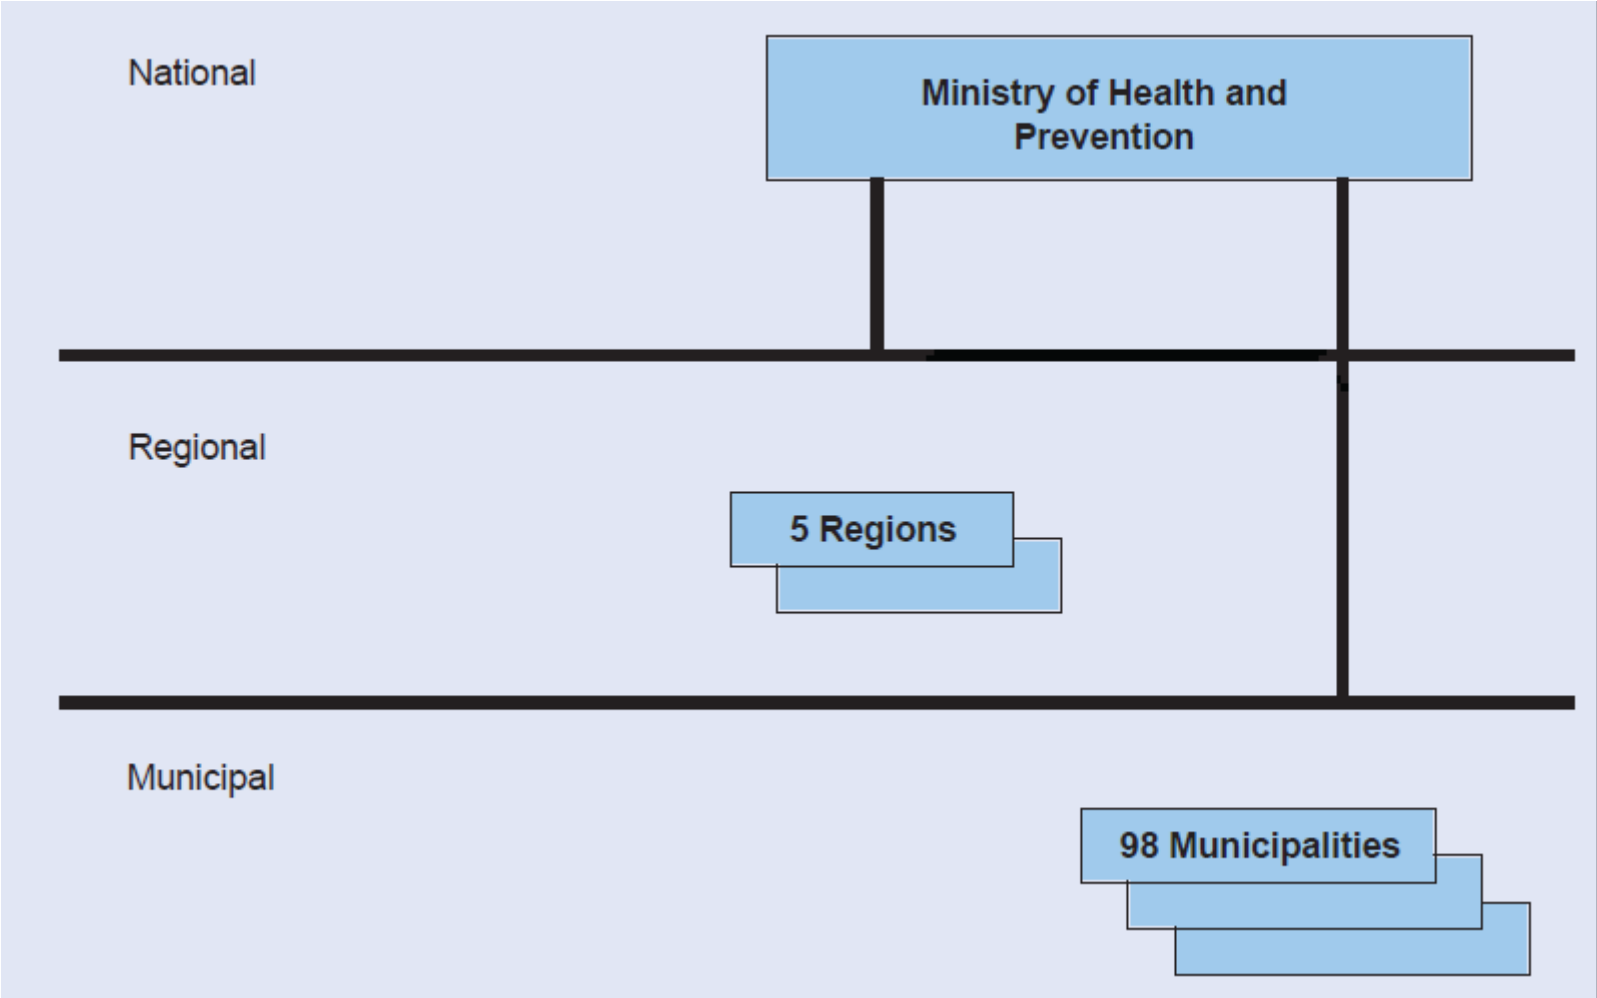 National
Ministry of Health and
Prevention
Regional
5 Regions
Municipal
98 Municipalities